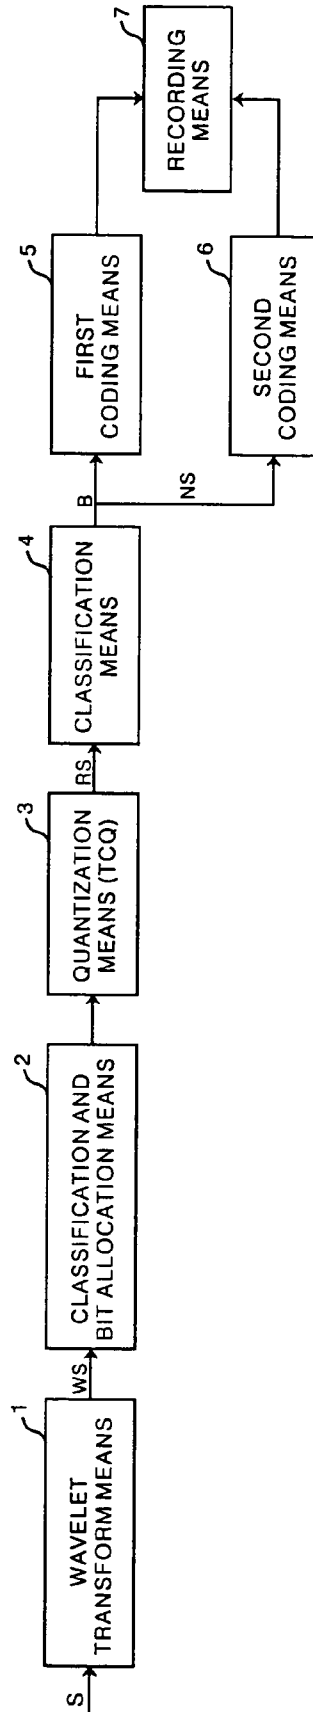 S
1
WAVELET
TRANSFORM MEANS
WS
2
CLASSIFICATION AND
BIT ALLOCATION MEANS
3
QUANTIZATION
MEANS (TCQ)
RS
4
CLASSIFICATION
MEANS
B
NS
5
FIRST
CODING MEANS
6
SECOND
CODING MEANS
7
RECORDING
MEANS